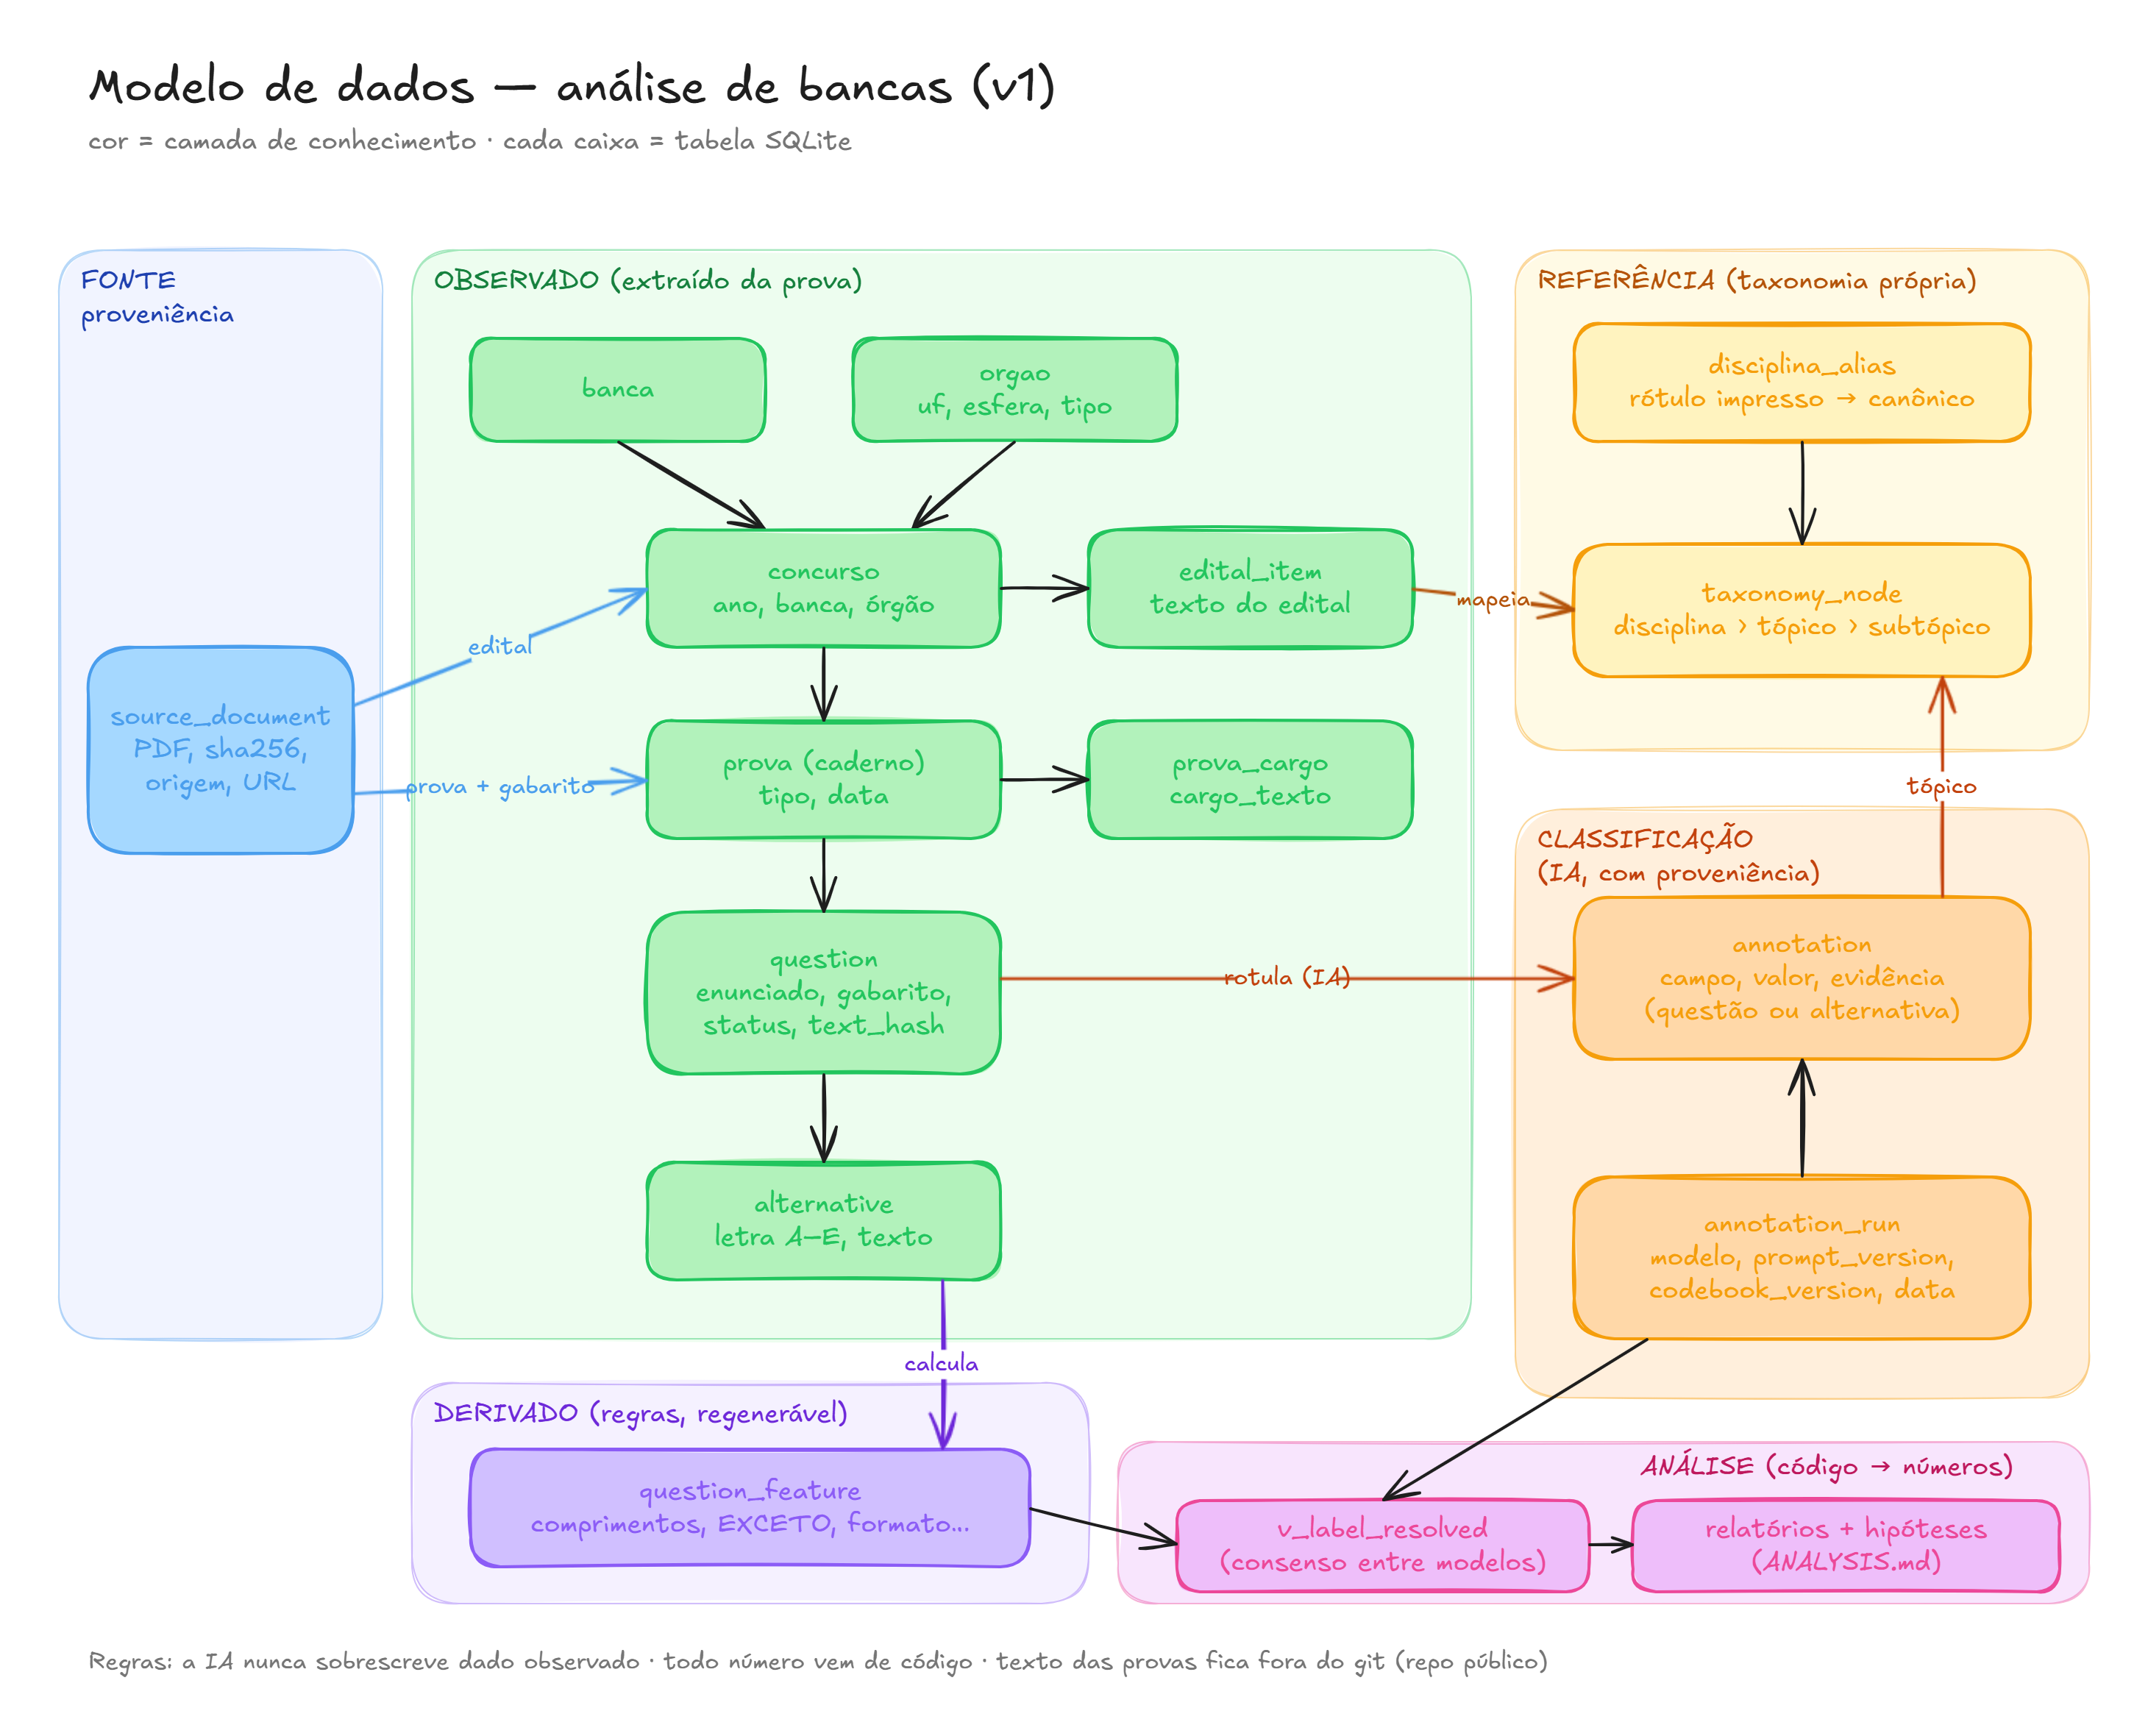 Modelo de dados — análise de bancas (v1)
cor = camada de conhecimento · cada caixa = tabela SQLite
FONTE
proveniência
source_document
PDF, sha256,
origem, URL
edital
prova + gabarito
OBSERVADO (extraído da prova)
banca
orgao
uf, esfera, tipo
concurso
ano, banca, órgão
edital_item
texto do edital
mapeia
prova (caderno)
tipo, data
prova_cargo
cargo_texto
question
enunciado, gabarito,
status, text_hash
rotula (IA)
alternative
letra A–E, texto
calcula
REFERÊNCIA (taxonomia própria)
disciplina_alias
rótulo impresso → canônico
taxonomy_node
disciplina > tópico > subtópico
tópico
CLASSIFICAÇÃO
(IA, com proveniência)
annotation
campo, valor, evidência
(questão ou alternativa)
annotation_run
modelo, prompt_version,
codebook_version, data
DERIVADO (regras, regenerável)
question_feature
comprimentos, EXCETO, formato...
ANÁLISE (código → números)
v_label_resolved
(consenso entre modelos)
relatórios + hipóteses
(ANALYSIS.md)
Regras: a IA nunca sobrescreve dado observado · todo número vem de código · texto das provas fica fora do git (repo público)